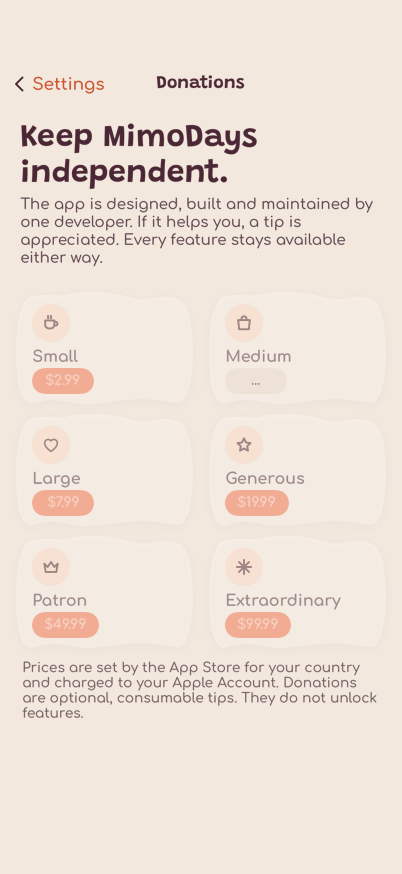 Settings
Donations
Keep MimoDays
independent.
The app is designed, built and maintained by
one developer. If it helps you, a tip is
appreciated. Every feature stays available
either way.
Small
Medium
$2.99
...
Large
Generous
$7.99
$19.99
Patron
Extraordinary
$49.99
$99.99
Prices are set by the App Store for your country
and charged to your Apple Account. Donations
are optional, consumable tips. They do not unlock
features.